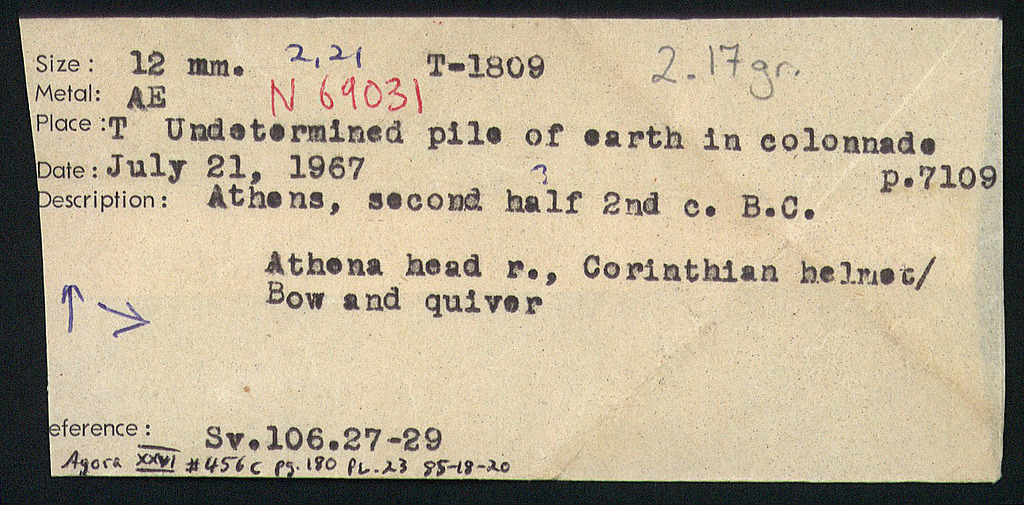 Size: 12 mm. 2,21 T-1809 2.17gr.
Metal: AE N 69031
Place: T Undetermined pile of earth in colonnade
Date: July 21, 1967 p.7109
3
Description: Athens, second half 2nd c. B.C.
Athena head r., Corinthian helmet/
Bow and quiver
eference: Sv.106.27-29
Agora XXVI #456c pg.180 PL.23 85-18-20